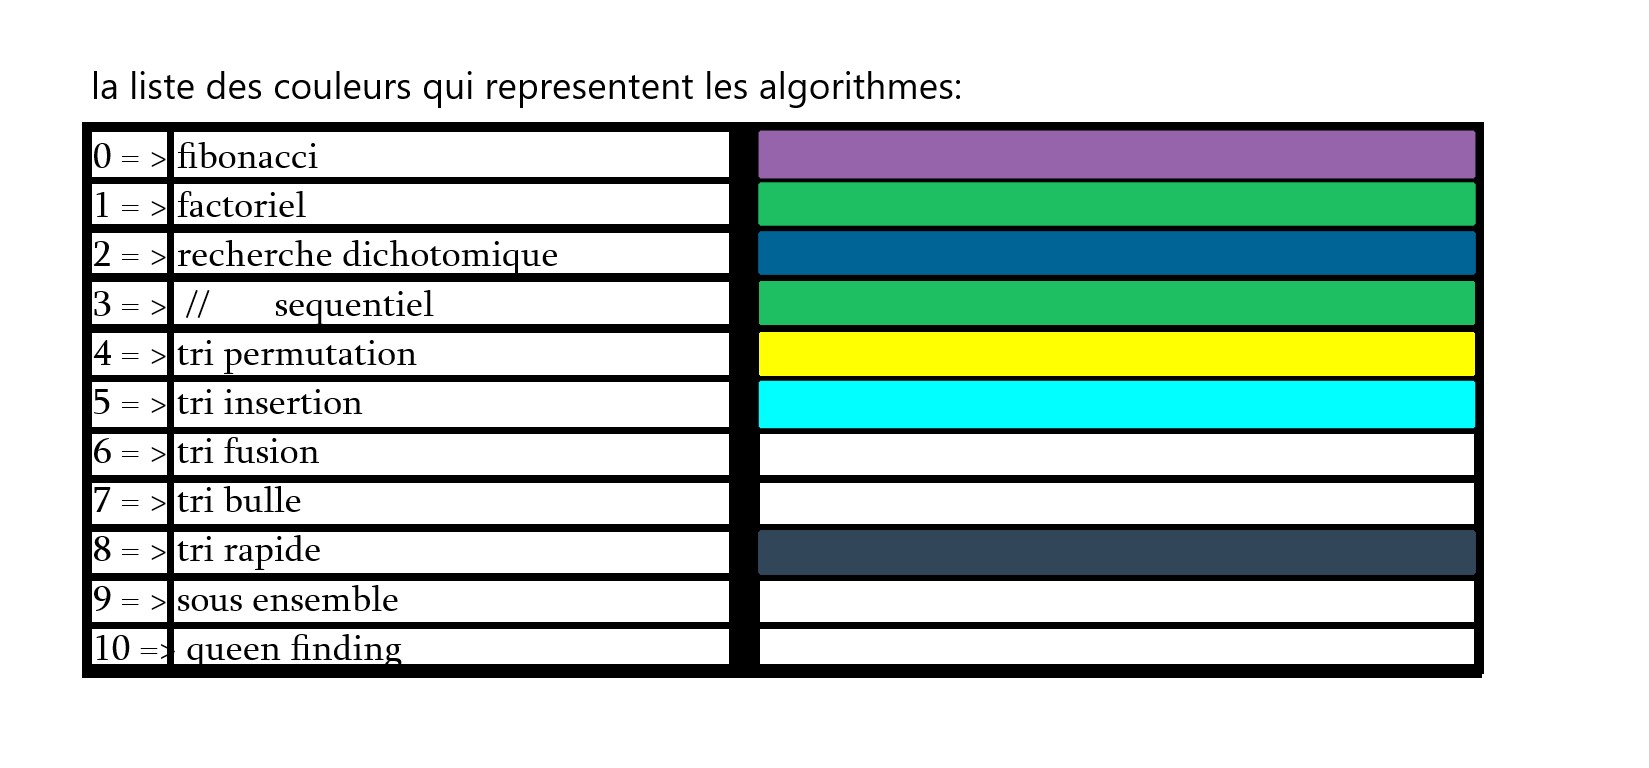 la liste des couleurs qui representent les algorithmes:
0 = > fibonacci
1 = > factoriel
2 = > recherche dichotomique
3 = > // sequentiel
4 = > tri permutation
5 = > tri insertion
6 = > tri fusion
7 = > tri bulle
8 = > tri rapide
9 = > sous ensemble
10 => queen finding